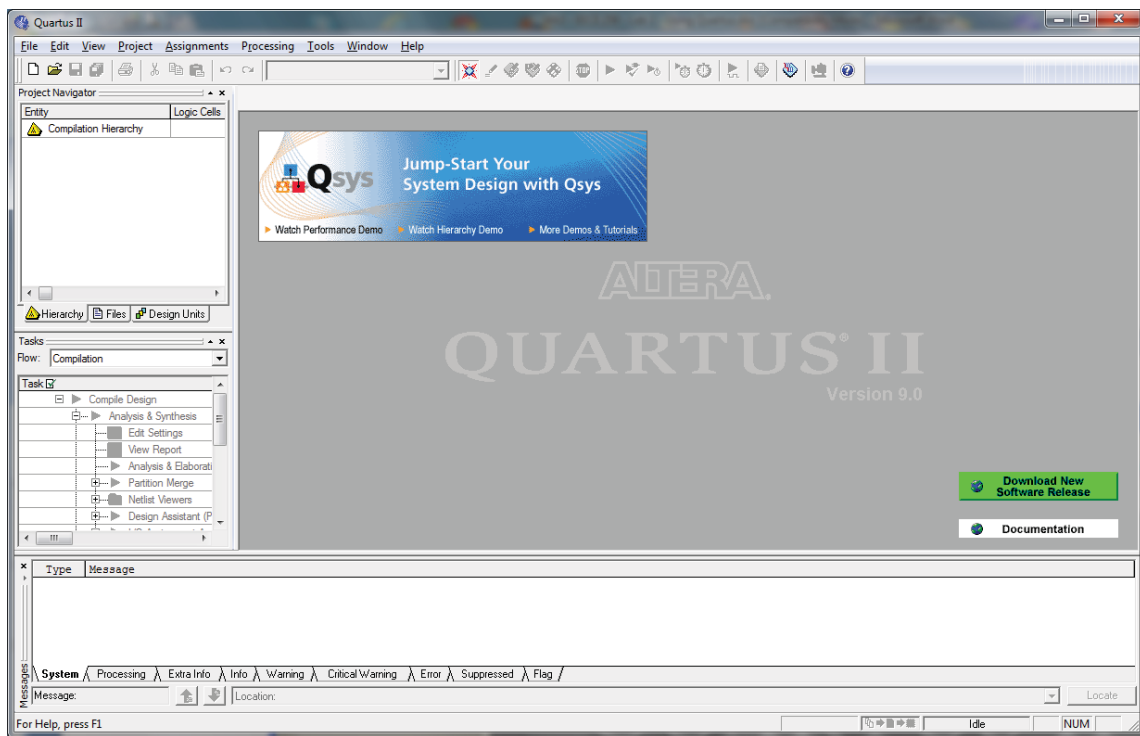 Quartus II
File Edit View Project Assignments Processing Tools Window Help
Project Navigator
Entity Logic Cells
Compilation Hierarchy
Hierarchy Files Design Units
Tasks
Flow: Compilation
Task
Compile Design
Analysis & Synthesis
Edit Settings
View Report
Analysis & Elaborati
Partition Merge
Netlist Viewers
Design Assistant (P
Qsys
Jump-Start Your
System Design with Qsys
Watch Performance Demo Watch Hierarchy Demo More Demos & Tutorials
ALTERA.
QUARTUS® II
Version 9.0
Download New
Software Release
Documentation
Type Message
System Processing Extra Info Info Warning Critical Warning Error Suppressed Flag
Messages
Message: Location: Locate
For Help, press F1 Idle NUM